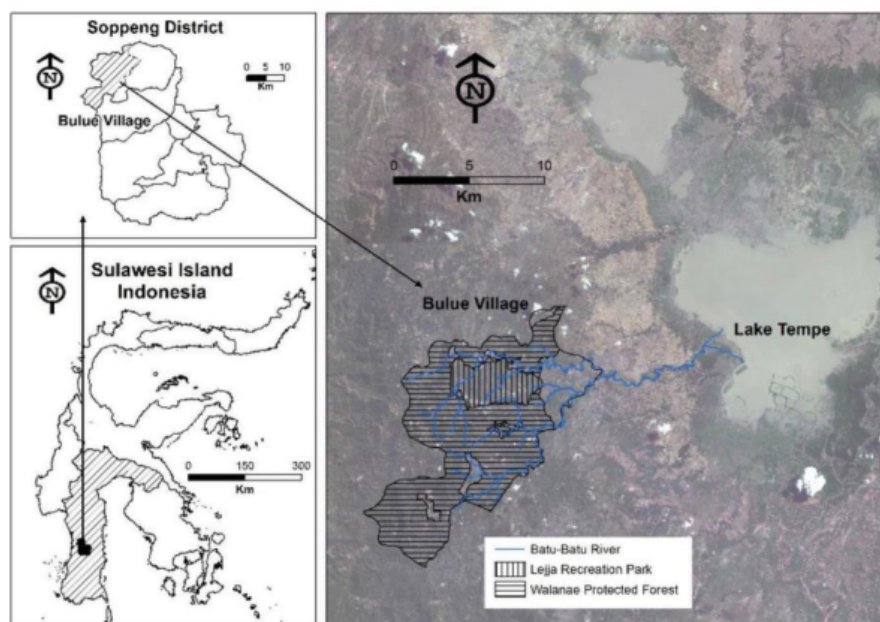 Soppeng District
N
0 5 10
Km
Bulue Village
Sulawesi Island
Indonesia
N
0 150 300
Km
N
0 5 10
Km
Bulue Village
Lake Tempe
Batu-Batu River
Lejja Recreation Park
Walanae Protected Forest